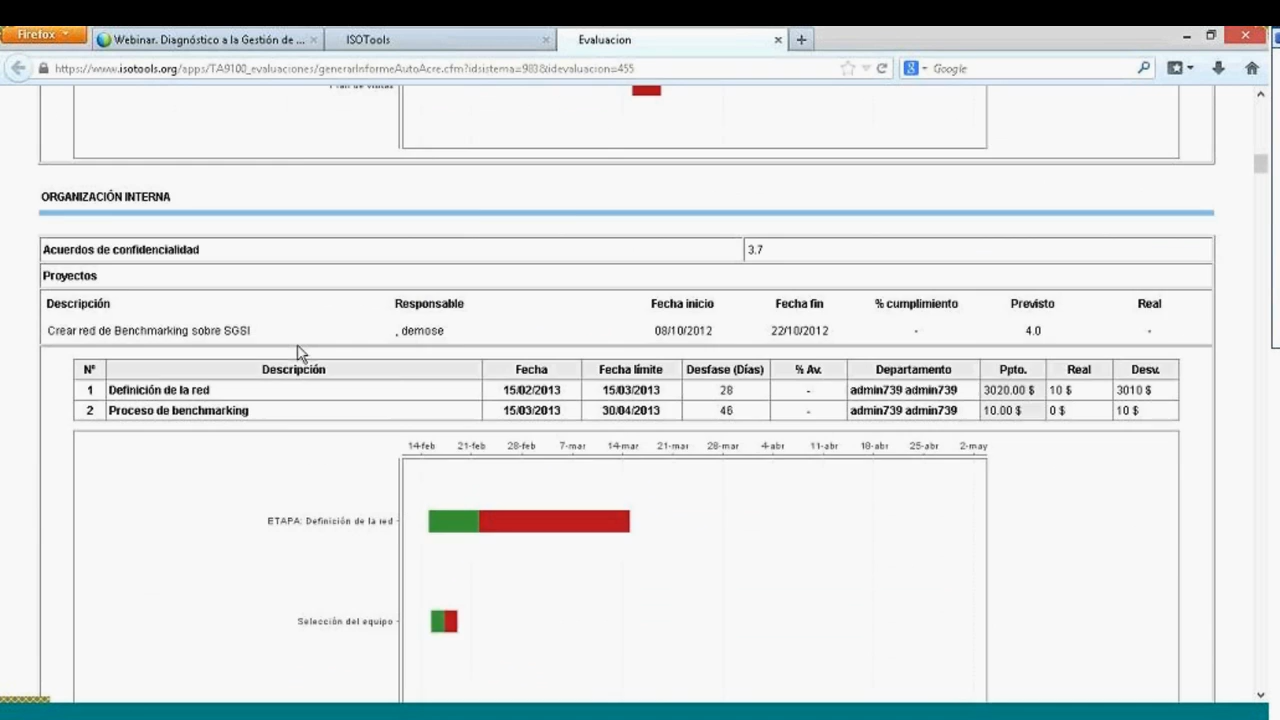 Firefox
Webinar. Diagnóstico a la Gestión de ... ×
ISOTools ×
Evaluacion ×
+
https://www.isotools.org/apps/TA9100_evaluaciones/generarInformeAutoAcre.cfm?idsistema=983&idevaluacion=455
Google
Plan de visitas
ORGANIZACIÓN INTERNA
Acuerdos de confidencialidad 3.7
Proyectos
Descripción Responsable Fecha inicio Fecha fin % cumplimiento Previsto Real
Crear red de Benchmarking sobre SGSI , demose 08/10/2012 22/10/2012 - 4.0 -
Nº Descripción Fecha Fecha límite Desfase (Días) % Av. Departamento Ppto. Real Desv.
1 Definición de la red 15/02/2013 15/03/2013 28 - admin739 admin739 3020.00 $ 10 $ 3010 $
2 Proceso de benchmarking 15/03/2013 30/04/2013 46 - admin739 admin739 10.00 $ 0 $ 10 $
14-feb 21-feb 28-feb 7-mar 14-mar 21-mar 28-mar 4-abr 11-abr 18-abr 25-abr 2-may
ETAPA: Definición de la red
Selección del equipo